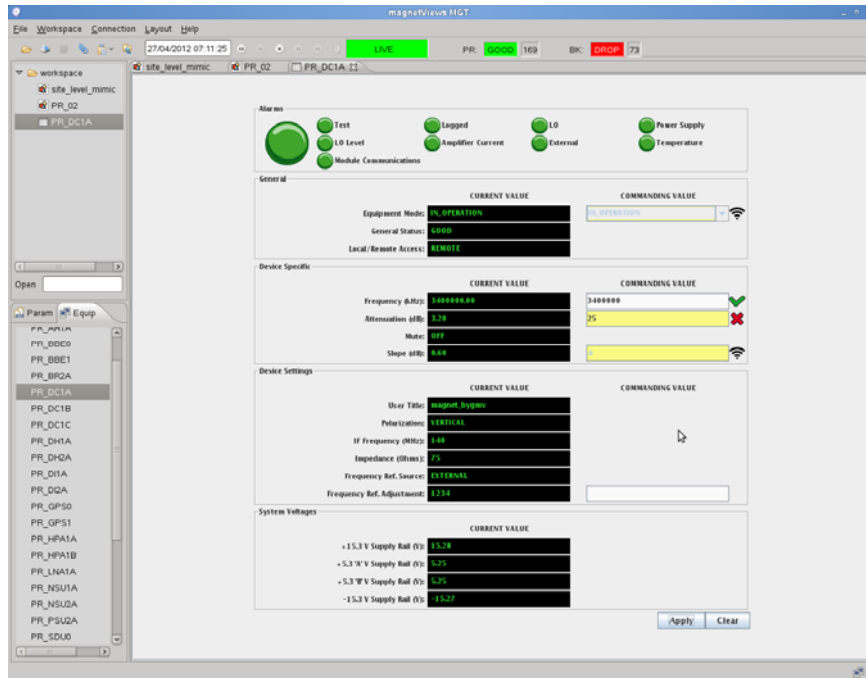 magnetViews MGT
File Workspace Connection Layout Help
27/04/2012 07:11:25 LIVE PR: GOOD 169 BK: DROP 73
workspace
site_level_mimic
PR_02
PR_DC1A
site_level_mimic PR_02 PR_DC1A
Open
Param Equip
PR_BBE1
PR_BR2A
PR_DC1A
PR_DC1B
PR_DC1C
PR_DH1A
PR_DH2A
PR_DI1A
PR_DI2A
PR_GPS0
PR_GPS1
PR_HPA1A
PR_HPA1B
PR_LNA1A
PR_NSU1A
PR_NSU2A
PR_PSU2A
PR_SDU0
Alarms
Test Logged LO Power Supply
LO Level Amplifier Current External Temperature
Module Communications
General
CURRENT VALUE COMMANDING VALUE
Equipment Mode: IN_OPERATION IN_OPERATION
General Status: GOOD
Local/Remote Access: REMOTE
Device Specific
CURRENT VALUE COMMANDING VALUE
Frequency (kHz): 3400000.00 3400000
Attenuation (dB): 3.20 25
Mute: OFF
Slope (dB): 0.60
Device Settings
CURRENT VALUE COMMANDING VALUE
User Title: magnet_bygmv
Polarization: VERTICAL
IF Frequency (MHz): 140
Impedance (Ohms): 75
Frequency Ref. Source: EXTERNAL
Frequency Ref. Adjustment: 1234
System Voltages
CURRENT VALUE
+15.3 V Supply Rail (V): 15.28
+5.3 'A' V Supply Rail (V): 5.25
+5.3 'B' V Supply Rail (V): 5.25
-15.3 V Supply Rail (V): -15.27
Apply Clear